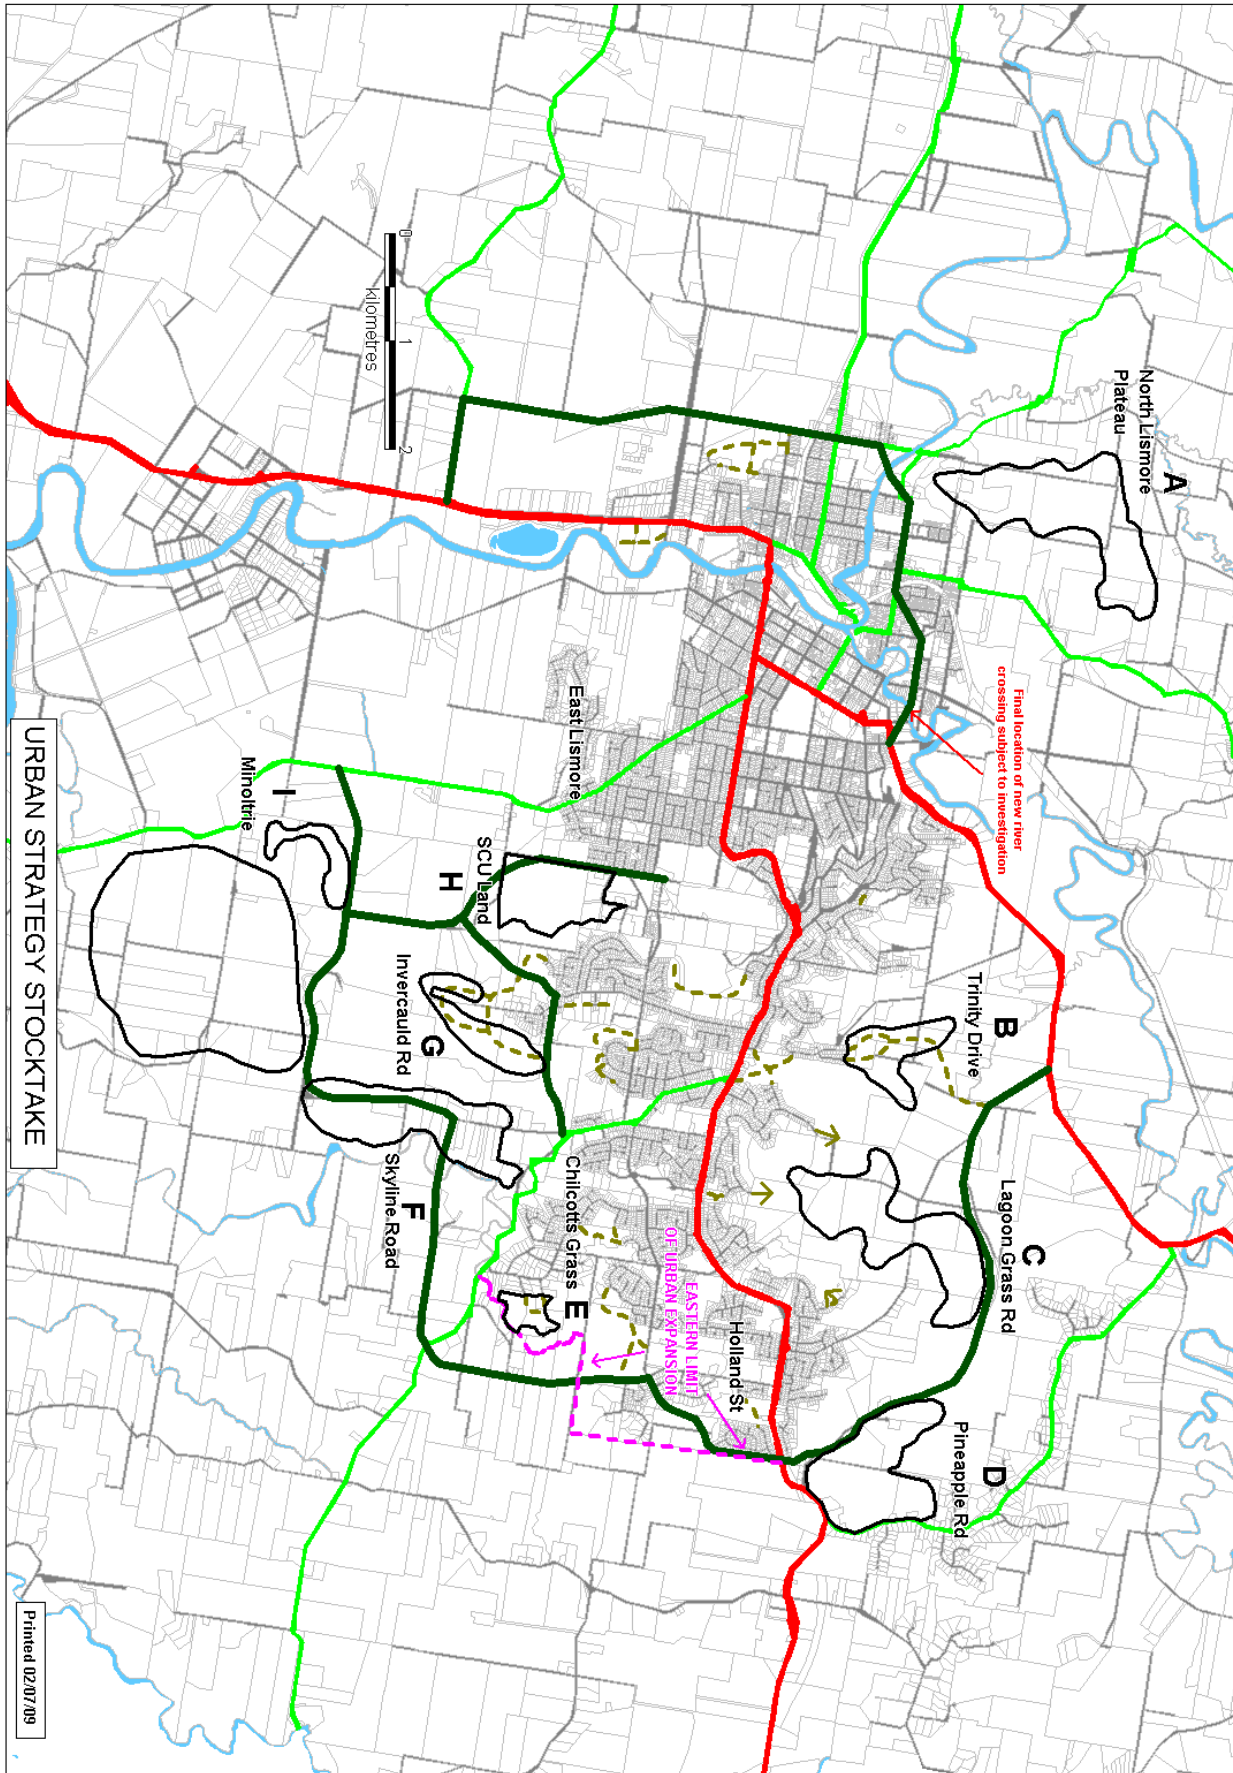 A
North Lismore
Plateau
Final location of new river
crossing subject to investigation
B
Trinity Drive
C
Lagoon Grass Rd
D
Pineapple Rd
Holland St
EASTERN LIMIT
OF URBAN EXPANSION
E
Chilcotts Grass
East Lismore
SCU Land
H
Invercauld Rd
G
F
Skyline Road
I
Minoltrie
0 1 2
kilometres
URBAN STRATEGY STOCKTAKE
Printed 02/07/09